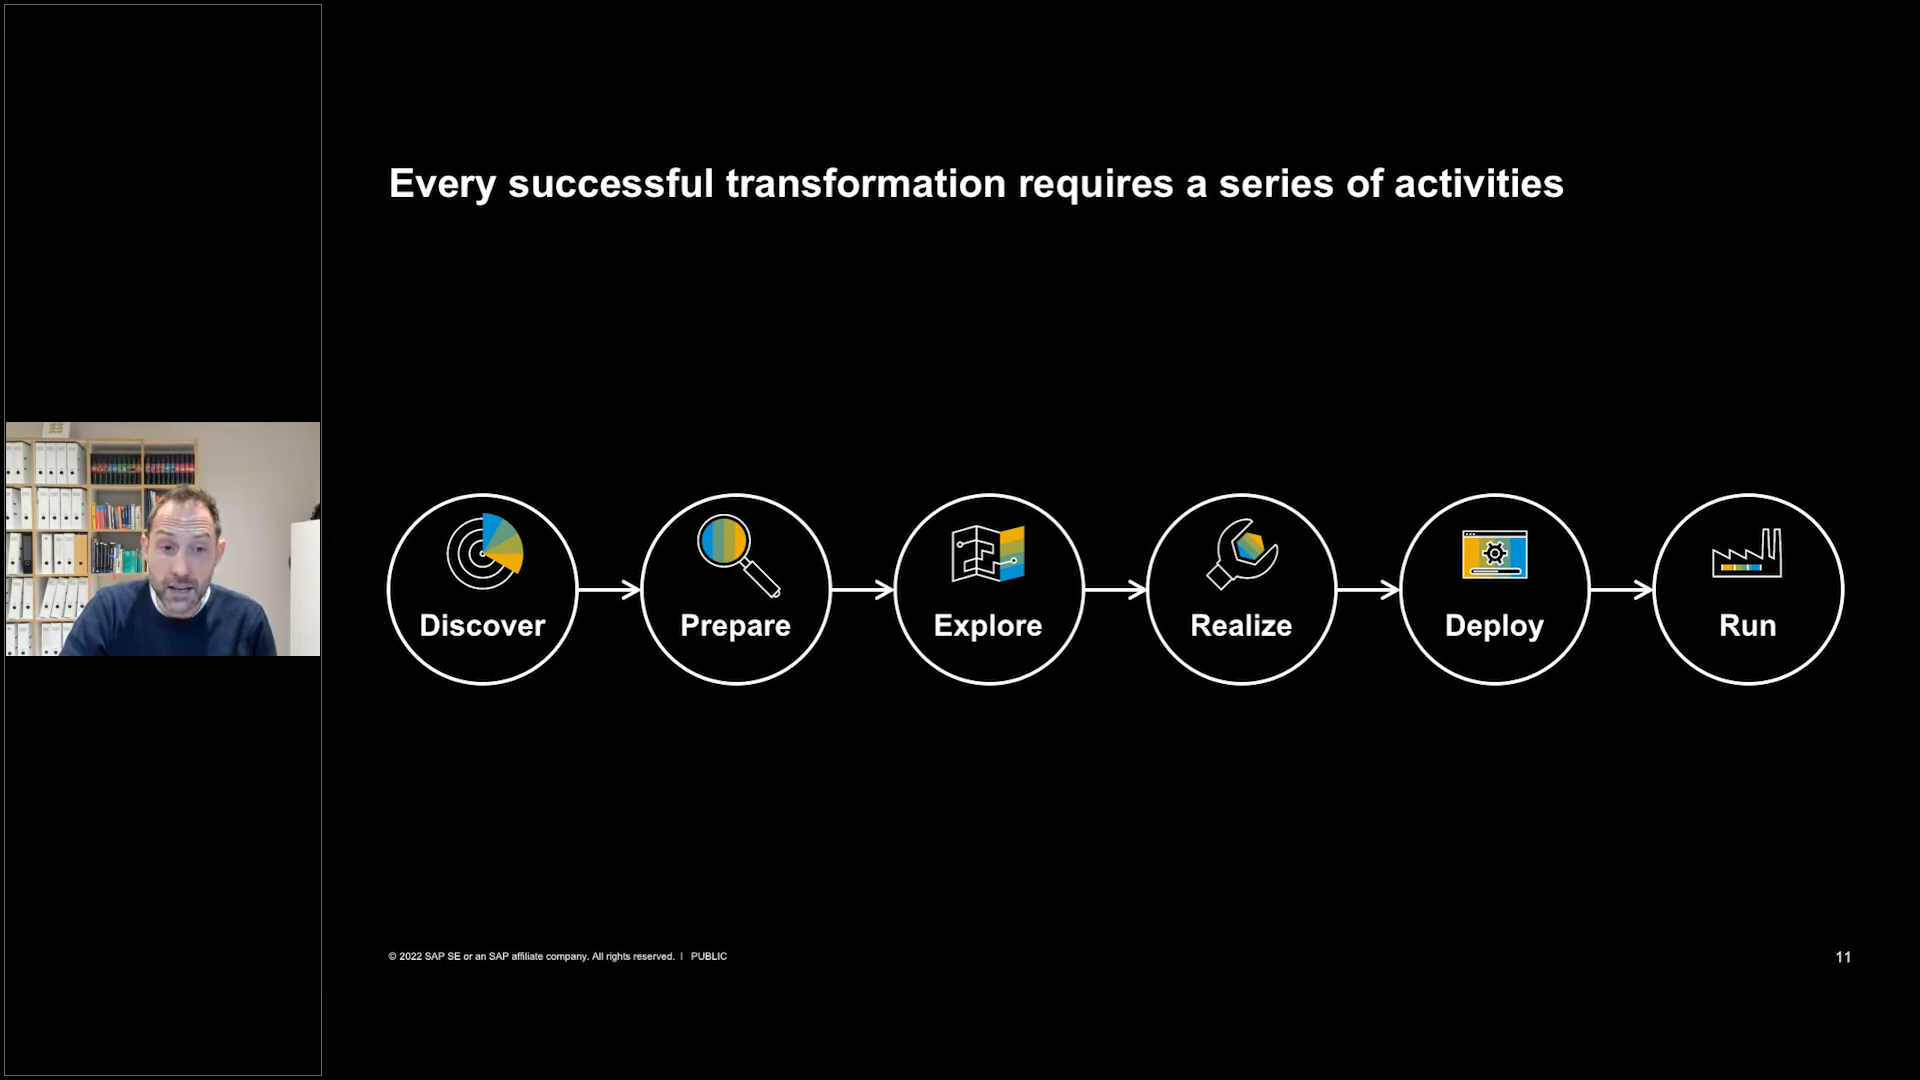 Every successful transformation requires a series of activities
Discover
Prepare
Explore
Realize
Deploy
Run
© 2022 SAP SE or an SAP affiliate company. All rights reserved. | PUBLIC
11